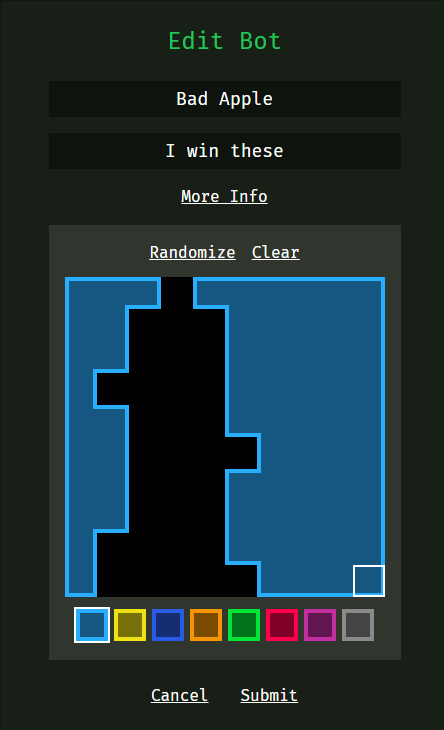 Edit Bot
Bad Apple
I win these
More Info
Randomize Clear
Cancel Submit